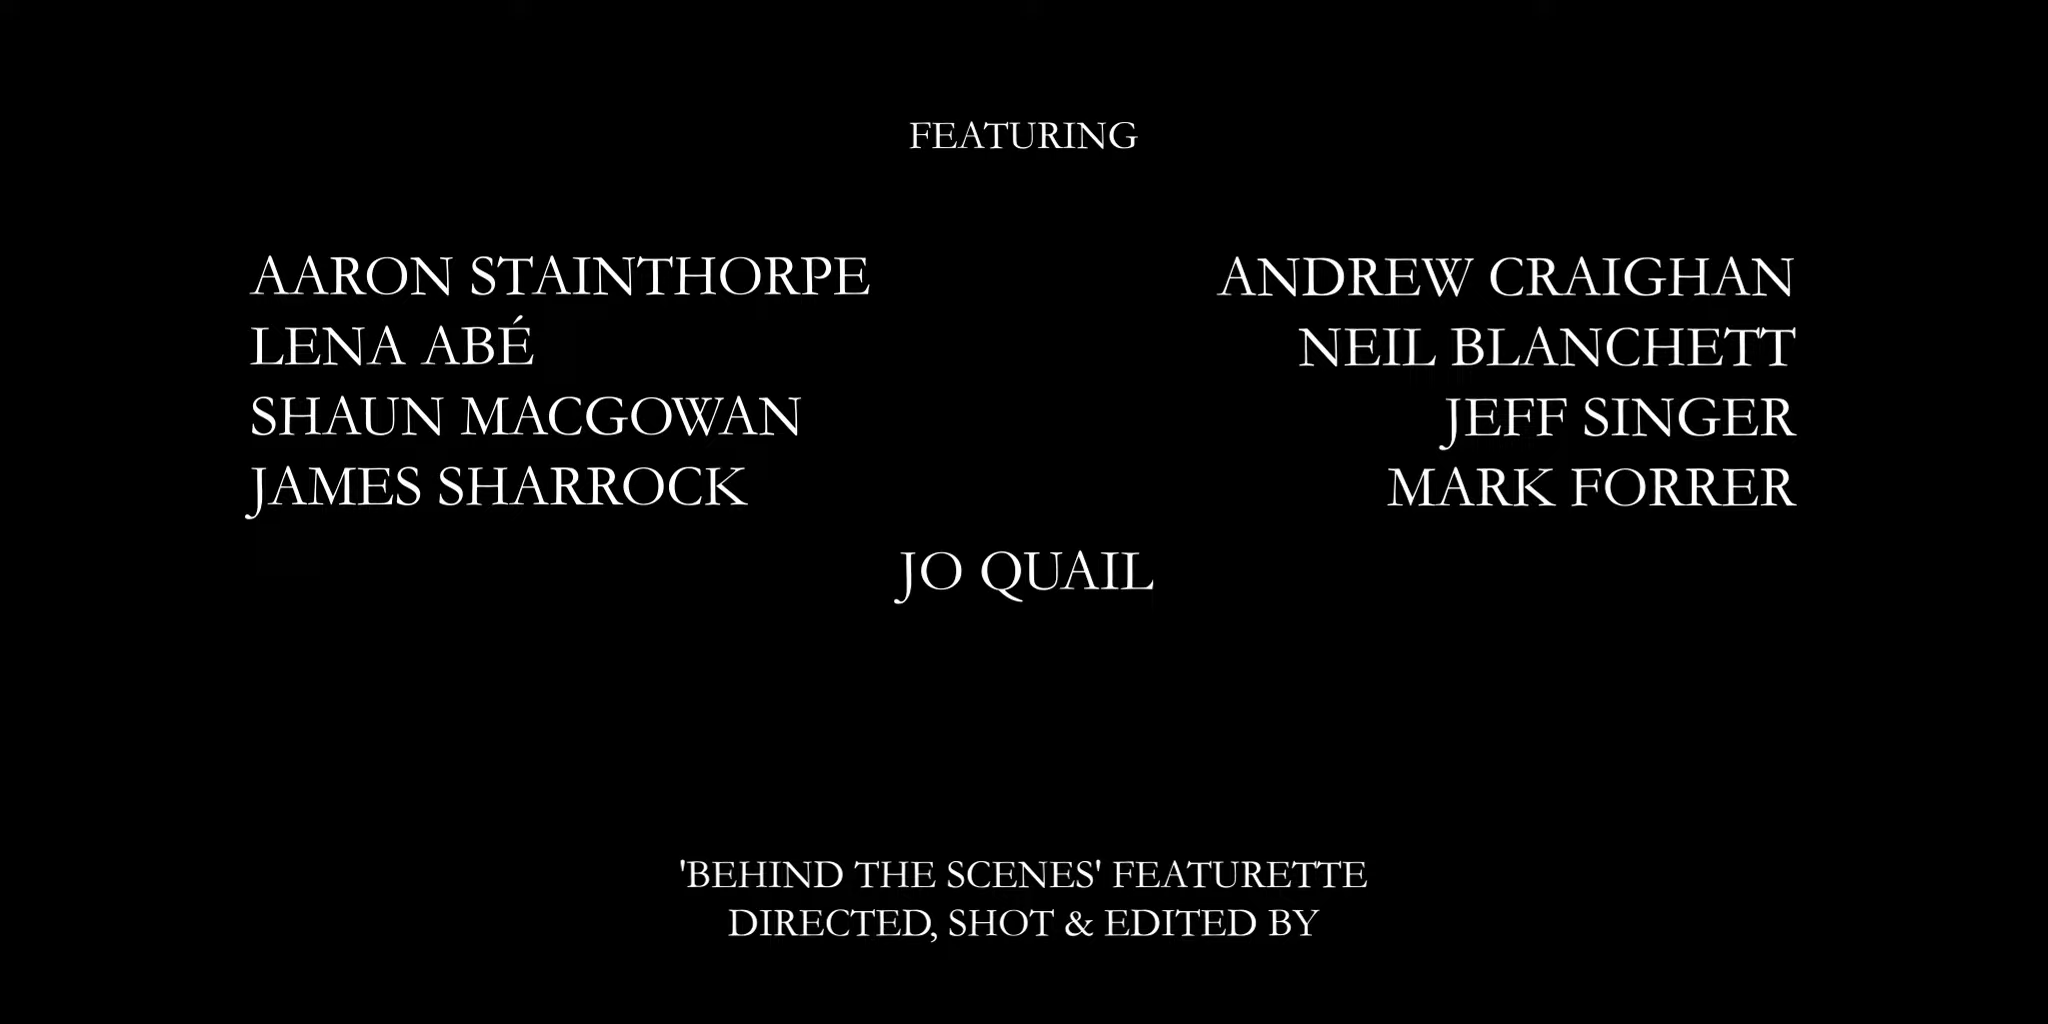 FEATURING
AARON STAINTHORPE
ANDREW CRAIGHAN
LENA ABÉ
NEIL BLANCHETT
SHAUN MACGOWAN
JEFF SINGER
JAMES SHARROCK
MARK FORRER
JO QUAIL
'BEHIND THE SCENES' FEATURETTE
DIRECTED, SHOT & EDITED BY